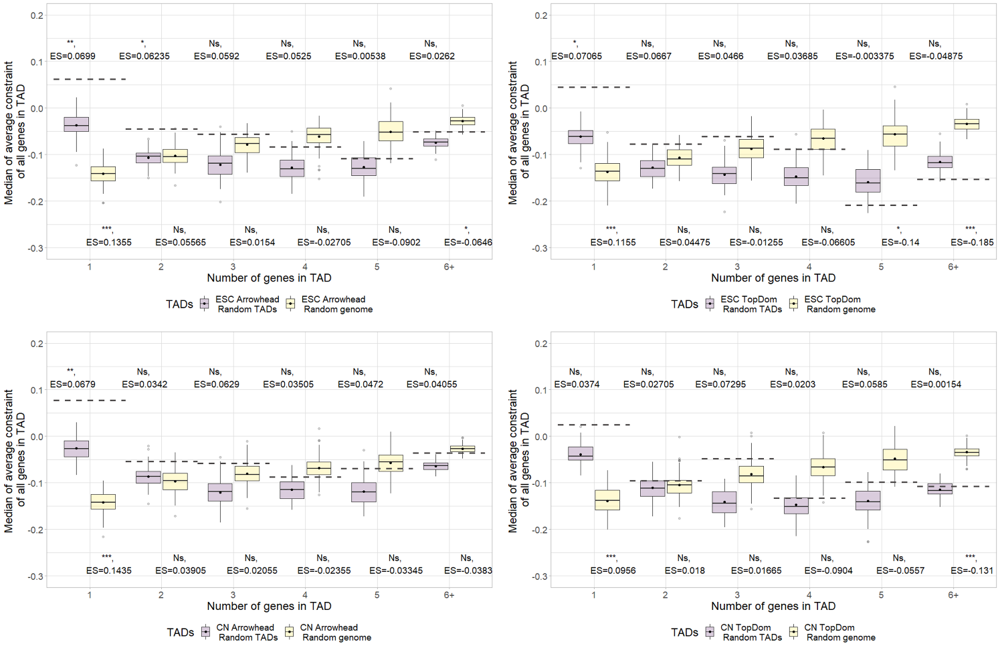 Median of average constraint
of all genes in TAD
0.2
0.1
0.0
-0.1
-0.2
-0.3
**, *, Ns, Ns, Ns, Ns,
ES=0.0699 ES=0.06235 ES=0.0592 ES=0.0525 ES=0.00538 ES=0.0262
***, Ns, Ns, Ns, Ns, *,
ES=0.1355 ES=0.05565 ES=0.0154 ES=-0.02705 ES=-0.0902 ES=-0.0646
1 2 3 4 5 6+
Number of genes in TAD
TADs ESC Arrowhead Random TADs ESC Arrowhead Random genome
Median of average constraint
of all genes in TAD
0.2
0.1
0.0
-0.1
-0.2
-0.3
*, Ns, Ns, Ns, Ns, Ns,
ES=0.07065 ES=0.0667 ES=0.0466 ES=0.03685 ES=-0.003375 ES=-0.04875
***, Ns, Ns, Ns, *, ***,
ES=0.1155 ES=0.04475 ES=-0.01255 ES=-0.06605 ES=-0.14 ES=-0.185
1 2 3 4 5 6+
Number of genes in TAD
TADs ESC TopDom Random TADs ESC TopDom Random genome
Median of average constraint
of all genes in TAD
0.2
0.1
0.0
-0.1
-0.2
-0.3
**, Ns, Ns, Ns, Ns, Ns,
ES=0.0679 ES=0.0342 ES=0.0629 ES=0.03505 ES=0.0472 ES=0.04055
***, Ns, Ns, Ns, Ns, Ns,
ES=0.1435 ES=0.03905 ES=0.02055 ES=-0.02355 ES=-0.03345 ES=-0.0383
1 2 3 4 5 6+
Number of genes in TAD
TADs CN Arrowhead Random TADs CN Arrowhead Random genome
Median of average constraint
of all genes in TAD
0.2
0.1
0.0
-0.1
-0.2
-0.3
Ns, Ns, Ns, Ns, Ns, Ns,
ES=0.0374 ES=0.02705 ES=0.07295 ES=0.0203 ES=0.0585 ES=0.00154
***, Ns, Ns, Ns, Ns, ***,
ES=0.0956 ES=0.018 ES=0.01665 ES=-0.0904 ES=-0.0557 ES=-0.131
1 2 3 4 5 6+
Number of genes in TAD
TADs CN TopDom Random TADs CN TopDom Random genome